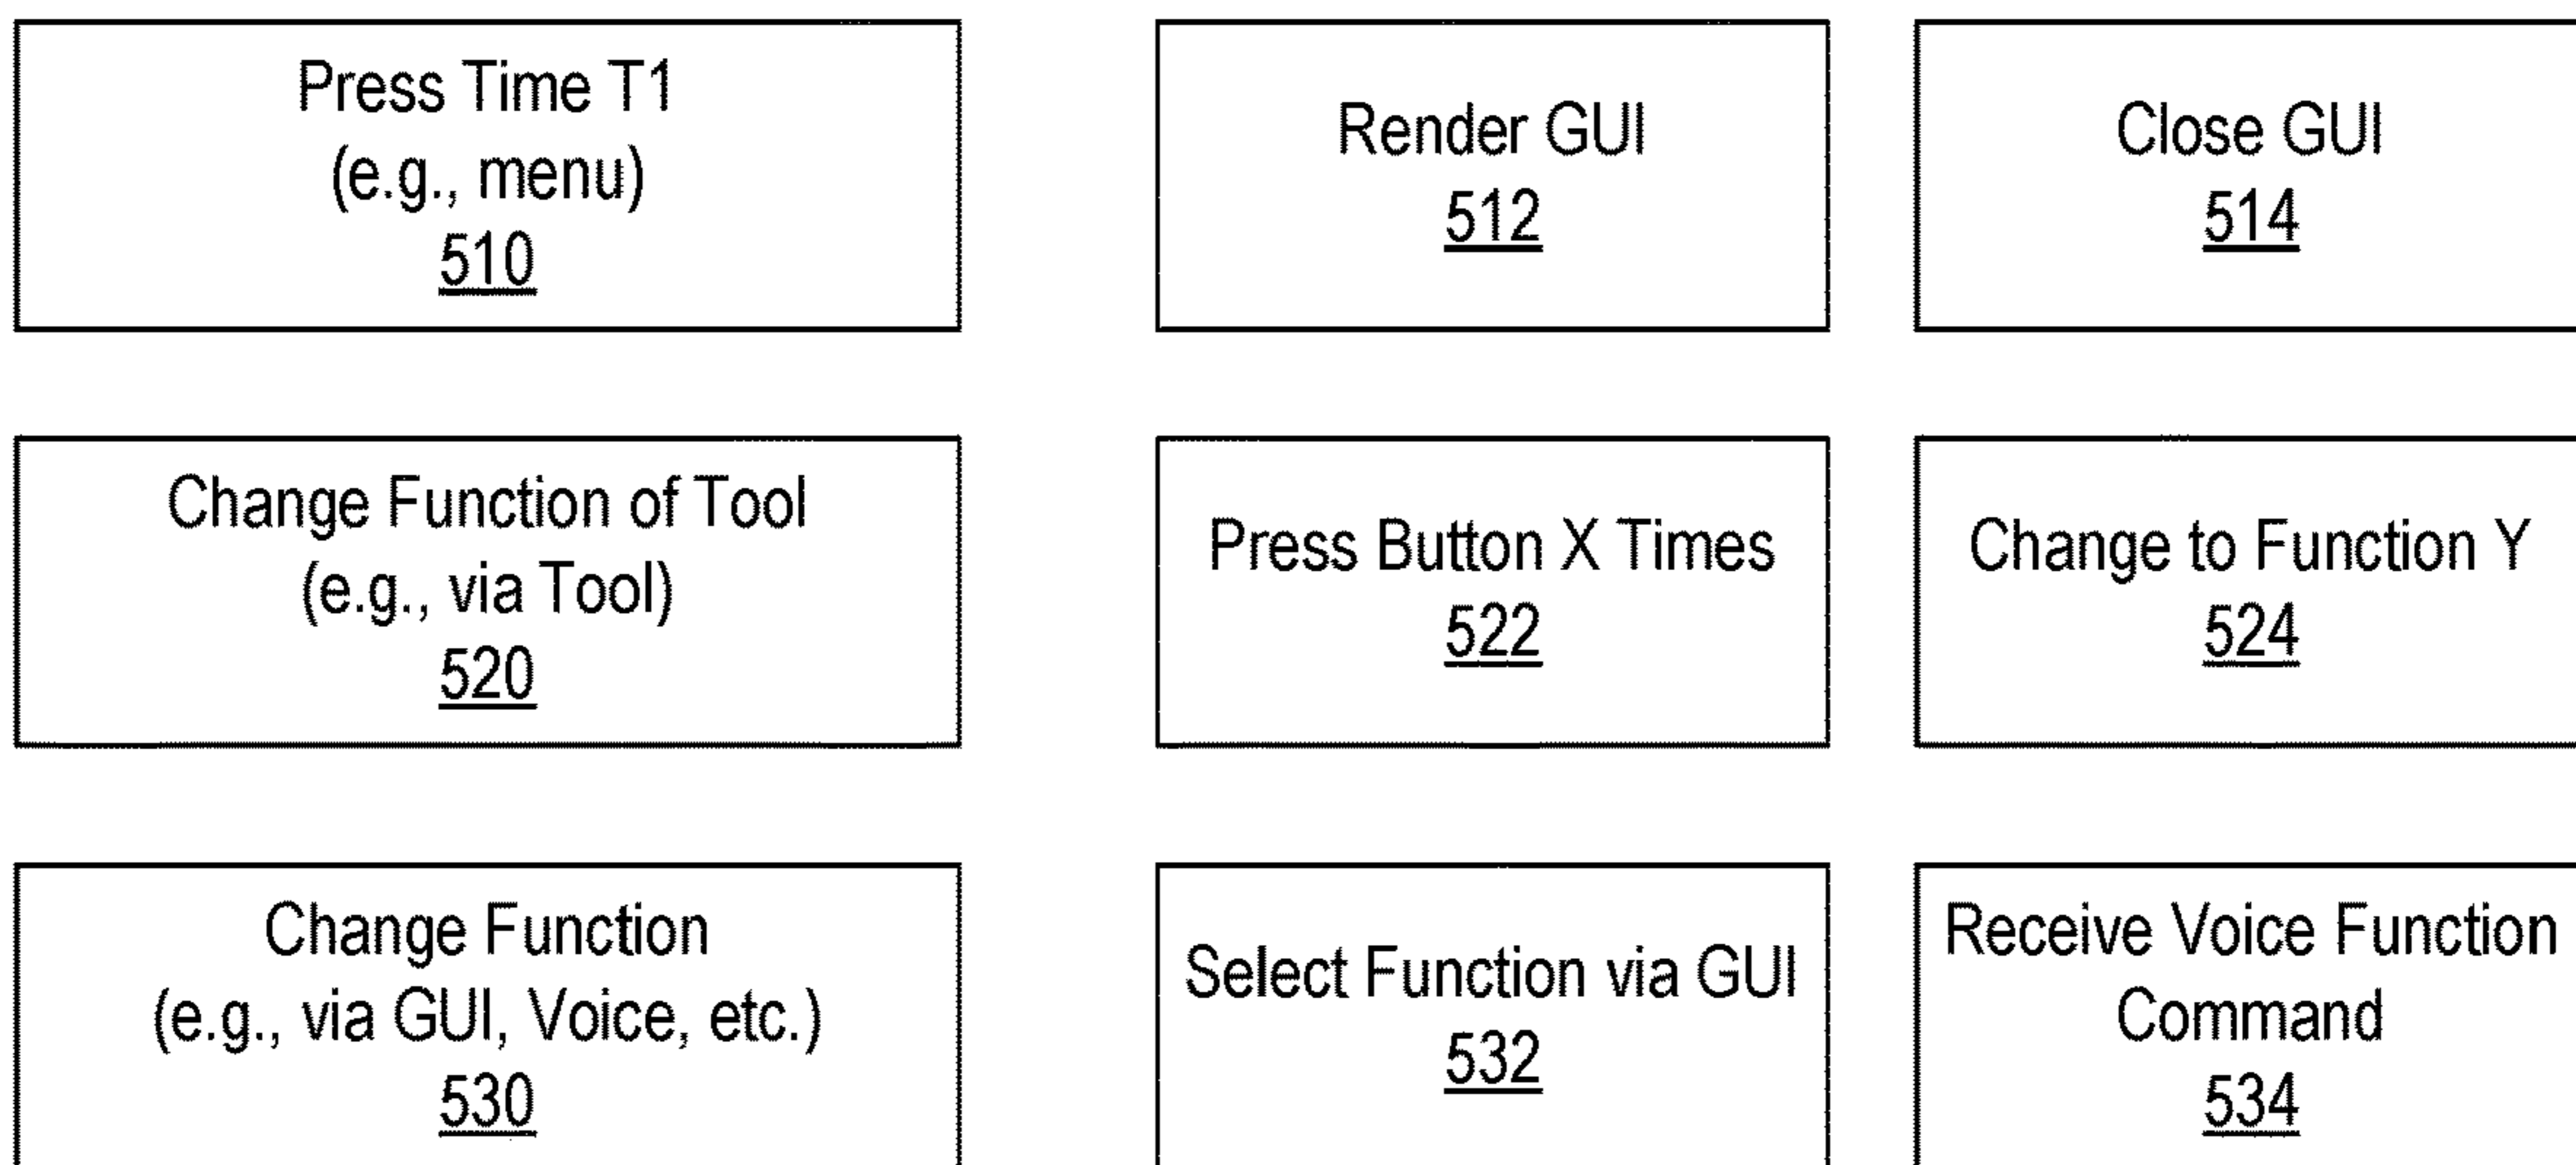 Press Time T1
(e.g., menu)
510
Render GUI
512
Close GUI
514
Change Function of Tool
(e.g., via Tool)
520
Press Button X Times
522
Change to Function Y
524
Change Function
(e.g., via GUI, Voice, etc.)
530
Select Function via GUI
532
Receive Voice Function
Command
534